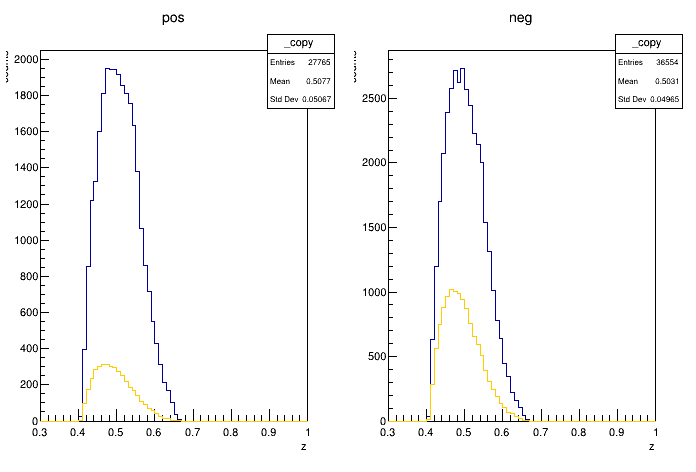 pos
_copy
Entries 27765
Mean 0.5077
Std Dev 0.05067
2000
1800
1600
1400
1200
1000
800
600
400
200
0
0.3 0.4 0.5 0.6 0.7 0.8 0.9 1
z
neg
_copy
Entries 36554
Mean 0.5031
Std Dev 0.04965
2500
2000
1500
1000
500
0
0.3 0.4 0.5 0.6 0.7 0.8 0.9 1
z